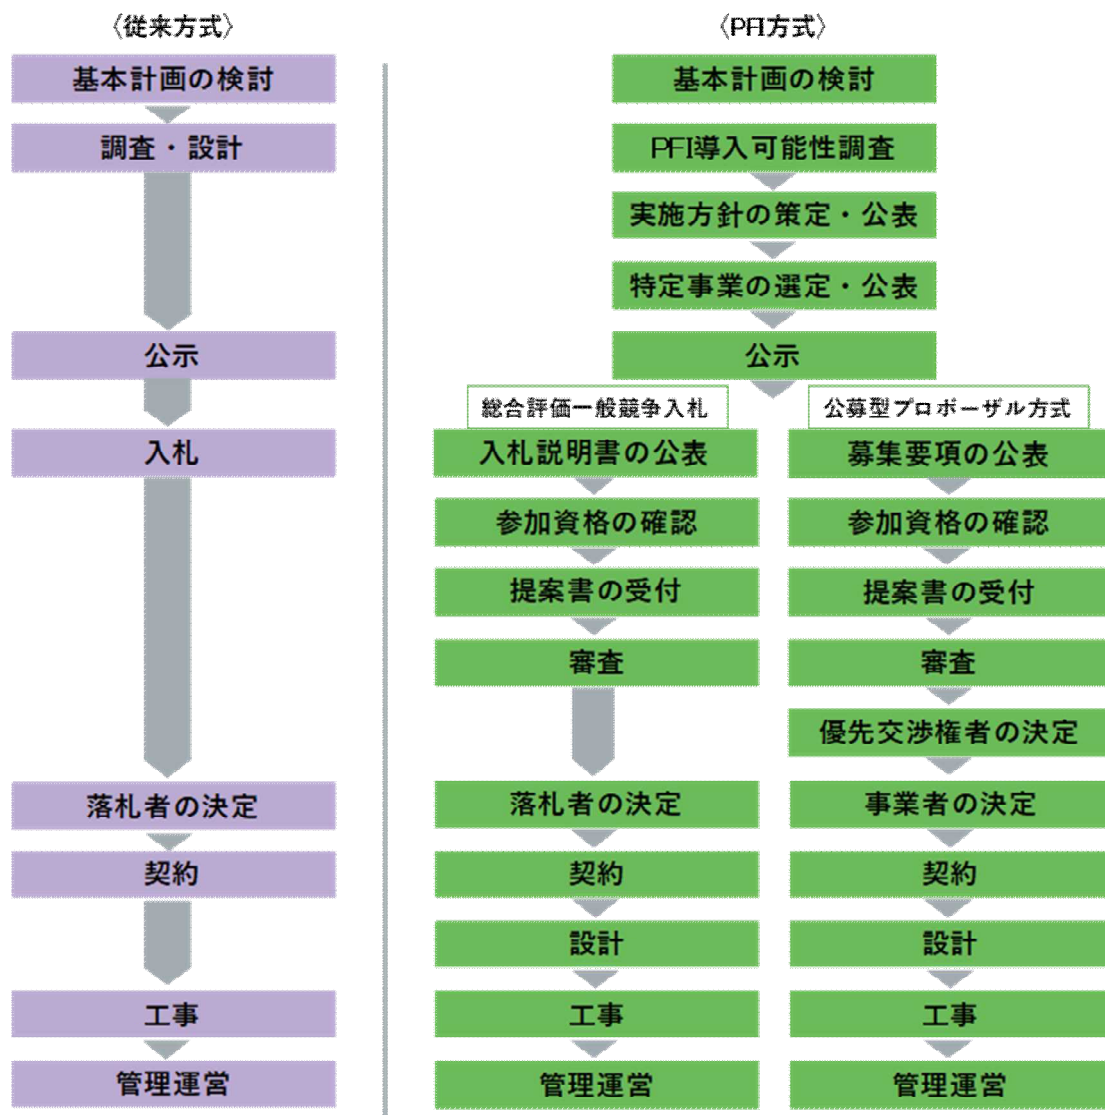 〈従来方式〉
基本計画の検討
調査・設計
公示
入札
落札者の決定
契約
工事
管理運営
〈PFI方式〉
基本計画の検討
PFI導入可能性調査
実施方針の策定・公表
特定事業の選定・公表
公示
総合評価一般競争入札
入札説明書の公表
参加資格の確認
提案書の受付
審査
落札者の決定
契約
設計
工事
管理運営
公募型プロポーザル方式
募集要項の公表
参加資格の確認
提案書の受付
審査
優先交渉権者の決定
事業者の決定
契約
設計
工事
管理運営